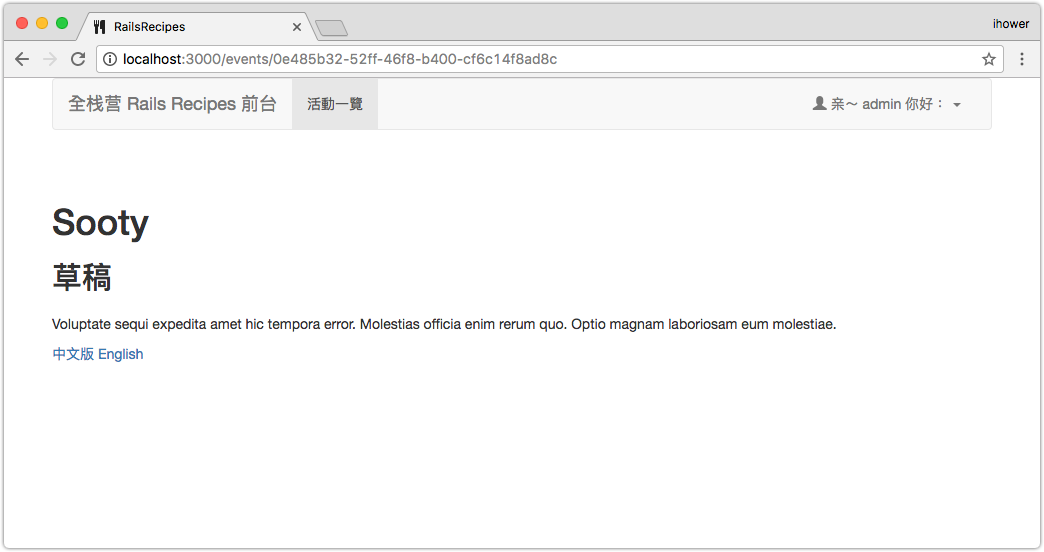 RailsRecipes
ihower
localhost:3000/events/0e485b32-52ff-46f8-b400-cf6c14f8ad8c
全栈营 Rails Recipes 前台 活動一覽 亲～ admin 你好：
Sooty
草稿
Voluptate sequi expedita amet hic tempora error. Molestias officia enim rerum quo. Optio magnam laboriosam eum molestiae.
中文版 English